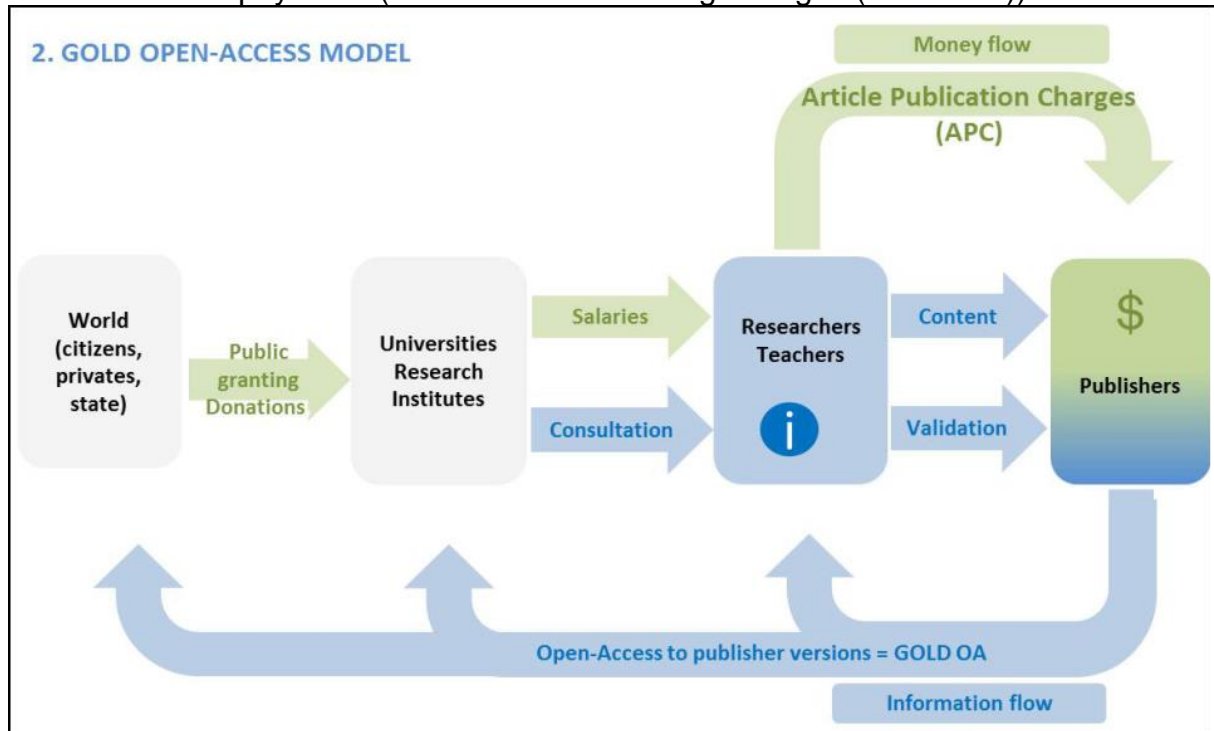 2. GOLD OPEN-ACCESS MODEL
Money flow
Article Publication Charges
(APC)
World
(citizens,
privates,
state)
Public
granting
Donations
Universities
Research
Institutes
Salaries
Consultation
Researchers
Teachers
i
Content
Validation
$
Publishers
Open-Access to publisher versions = GOLD OA
Information flow